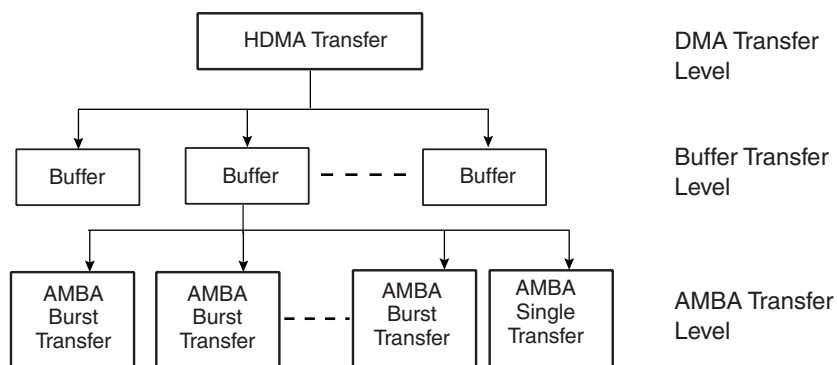 HDMA Transfer
DMA Transfer
Level
Buffer
Buffer
Buffer
Buffer Transfer
Level
AMBA
Burst
Transfer
AMBA
Burst
Transfer
AMBA
Burst
Transfer
AMBA
Single
Transfer
AMBA Transfer
Level